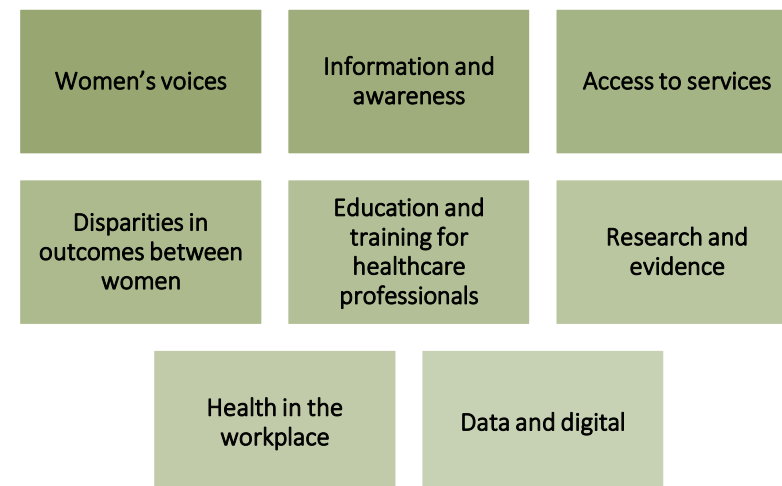 Women’s voices
Information and
awareness
Access to services
Disparities in
outcomes between
women
Education and
training for
healthcare
professionals
Research and
evidence
Health in the
workplace
Data and digital